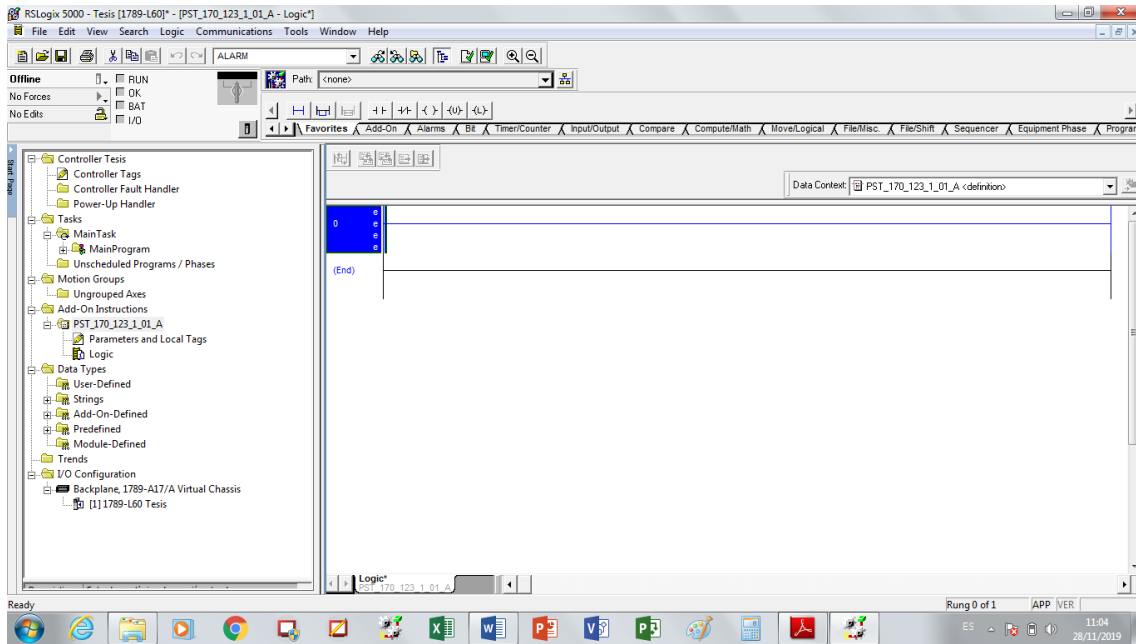 RSLogix 5000 - Tesis [1789-L60]* - [PST_170_123_1_01_A - Logic*]
File Edit View Search Logic Communications Tools Window Help
ALARM
Offline
RUN
No Forces
OK
No Edits
BAT
I/O
Path: <none>
Favorites Add-On Alarms Bit Timer/Counter Input/Output Compare Compute/Math Move/Logical File/Misc. File/Shift Sequencer Equipment Phase Program
Start Page
Controller Tesis
Controller Tags
Controller Fault Handler
Power-Up Handler
Tasks
MainTask
MainProgram
Unscheduled Programs / Phases
Motion Groups
Ungrouped Axes
Add-On Instructions
PST_170_123_1_01_A
Parameters and Local Tags
Logic
Data Types
User-Defined
Strings
Add-On-Defined
Predefined
Module-Defined
Trends
I/O Configuration
Backplane, 1789-A17/A Virtual Chassis
[1] 1789-L60 Tesis
Data Context: PST_170_123_1_01_A <definition>
e
0 e
e
e
(End)
Logic*
PST_170_123_1_01_A
Ready
Rung 0 of 1 APP VER
ES 11:04
28/11/2019